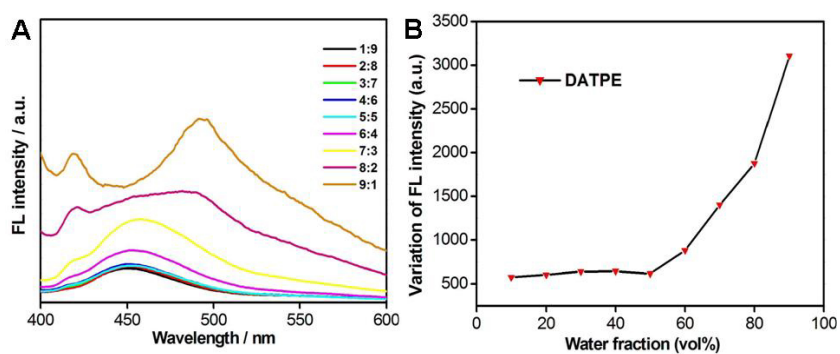 A
FL intensity / a.u.
1:9
2:8
3:7
4:6
5:5
6:4
7:3
8:2
9:1
400 450 500 550 600
Wavelength / nm
B
Variation of FL intensity (a.u.)
3500
3000
2500
2000
1500
1000
500
DATPE
0 20 40 60 80 100
Water fraction (vol%)